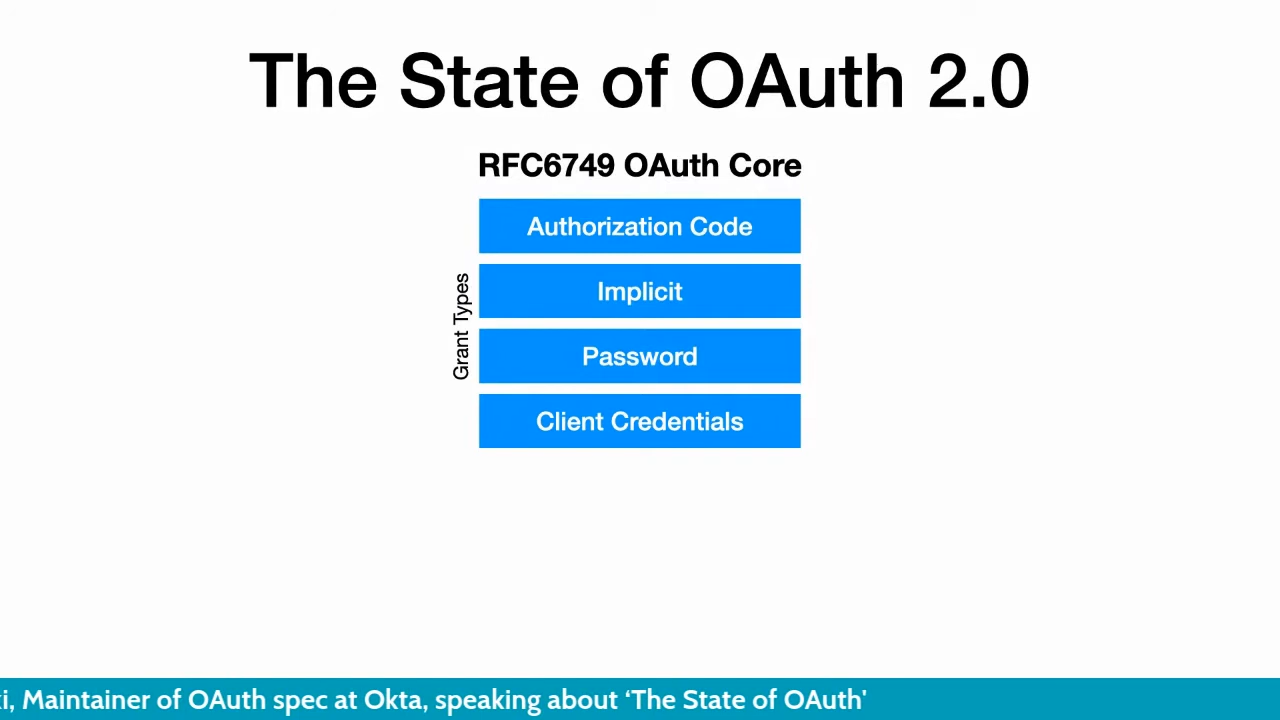 The State of OAuth 2.0
RFC6749 OAuth Core
Grant Types
Authorization Code
Implicit
Password
Client Credentials
Maintainer of OAuth spec at Okta, speaking about ‘The State of OAuth'